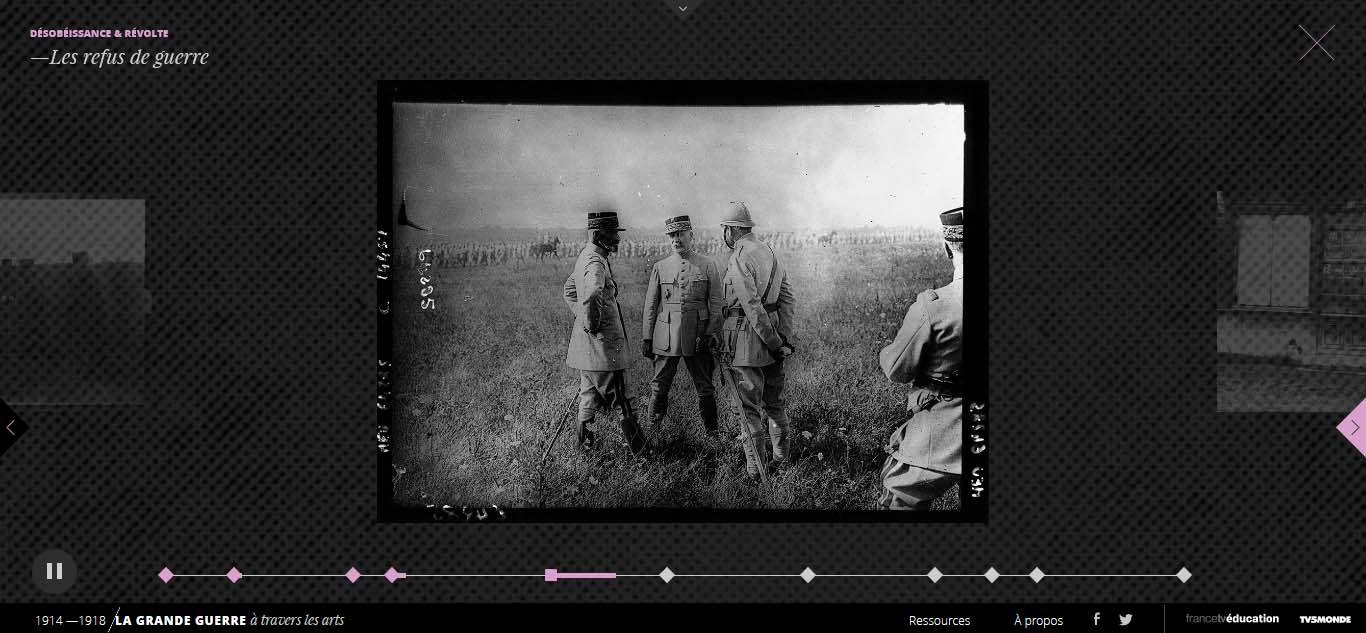 DÉSOBÉISSANCE & RÉVOLTE
—Les refus de guerre
1914 —1918 / LA GRANDE GUERRE à travers les arts
Ressources
À propos
francetvéducation
TV5MONDE